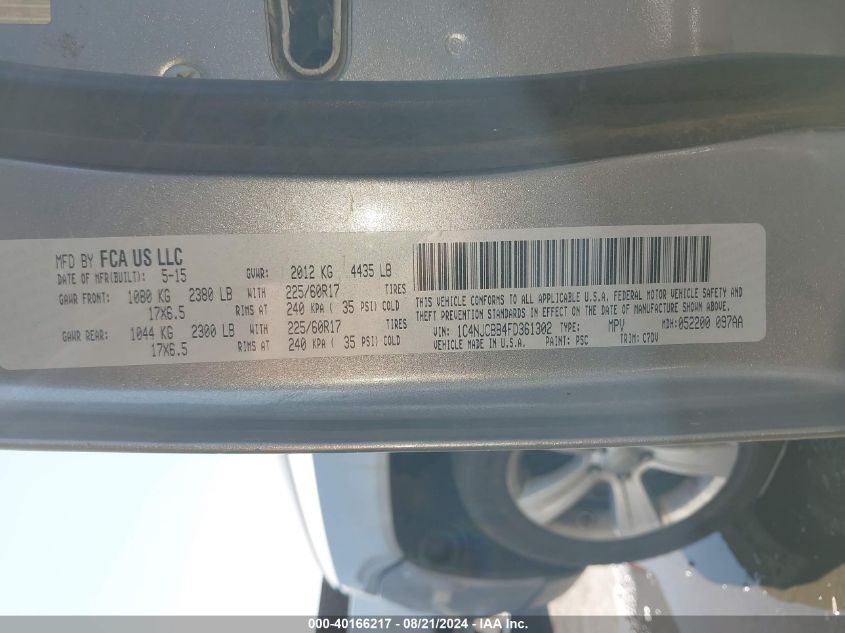 MFD BY FCA US LLC
DATE OF MFR(BUILT): 5-15 GVWR: 2012 KG 4435 LB
GAWR FRONT: 1080 KG 2380 LB WITH 225/60R17 TIRES
17X6.5 RIMS AT 240 KPA ( 35 PSI) COLD
GAWR REAR: 1044 KG 2300 LB WITH 225/60R17 TIRES
17X6.5 RIMS AT 240 KPA ( 35 PSI) COLD
THIS VEHICLE CONFORMS TO ALL APPLICABLE U.S.A. FEDERAL MOTOR VEHICLE SAFETY AND
THEFT PREVENTION STANDARDS IN EFFECT ON THE DATE OF MANUFACTURE SHOWN ABOVE.
VIN: 1C4NJCBB4FD361302 TYPE: MPV MDH: 052200 097AA
VEHICLE MADE IN U.S.A. PAINT: PSC TRIM: C7DV
000-40166217 - 08/21/2024 - IAA Inc.